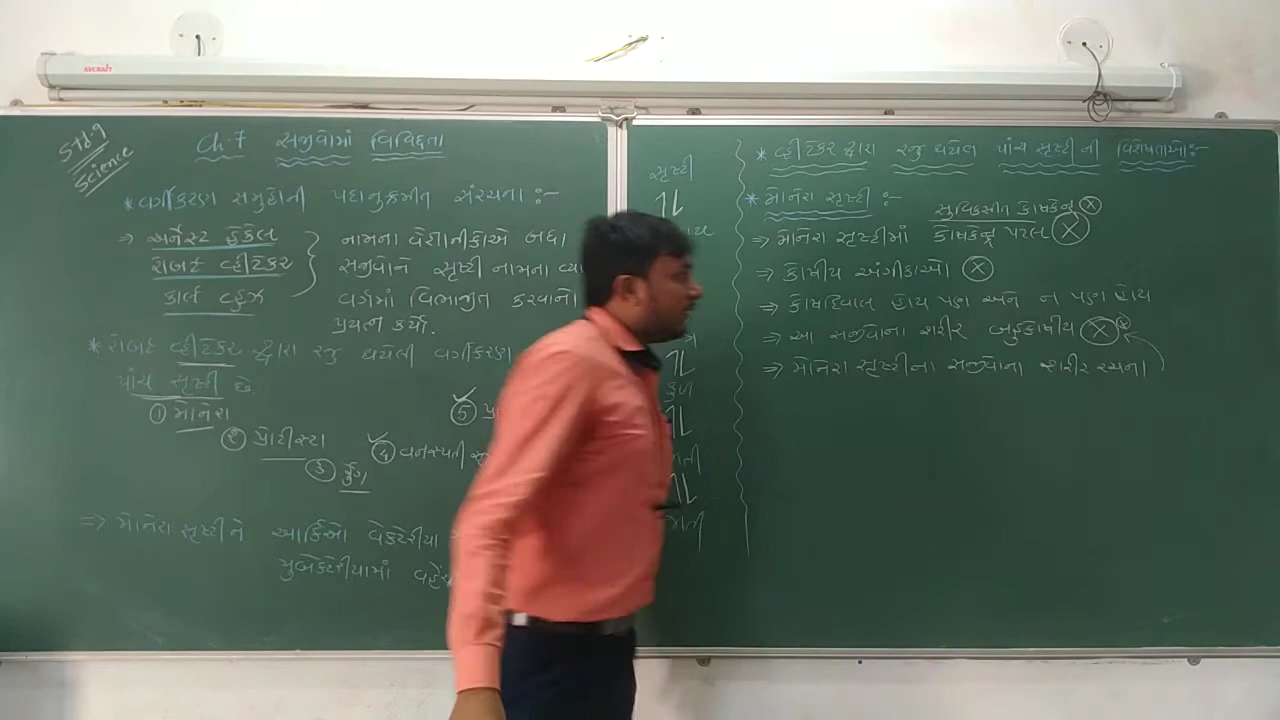 Std-9
Science
Ch-7 સજીવોમાં વિવિધતા
* વર્ગીકરણ સમુહોની પદાનુક્રમીત સંરચના :-
⇒ અર્નેસ્ટ હેકેલ
રોબર્ટ વ્હીટેકર
કાર્લ વુઝ
નામના વૈજ્ઞાનીકોએ બધા
સજીવોને સૃષ્ટી નામના
વર્ગમાં વિભાજીત કરવાનો
પ્રયત્ન કર્યો.
* રોબર્ટ વ્હીટેકર દ્વારા રજુ થયેલી વર્ગીકરણ
પાંચ સૃષ્ટી છે.
① મોનેરા
② પ્રોટીસ્ટા
③ ફુગ
④ વનસ્પતી
⑤
⇒ મોનેરા સૃષ્ટીને આર્કિઓ બેક્ટેરીયા
યુબેક્ટેરીયામાં
સૃષ્ટી
કુળ
* વ્હીટેકર દ્વારા રજુ થયેલ પાંચ સૃષ્ટી ની વિશેષતાઓ:-
* મોનેરા સૃષ્ટી :-
સુવિકસીત કોષકેન્દ્ર ⓧ
⇒ મોનેરા સૃષ્ટીમાં કોષકેન્દ્ર પટલ ⓧ
⇒ કોષીય અંગીકાઓ ⓧ
⇒ કોષદિવાલ હોય પણ અને ન પણ હોય
⇒ આ સજીવોના શરીર બહુકોષીય ⓧ
⇒ મોનેરા સૃષ્ટીના સજીવોના શરીર રચના